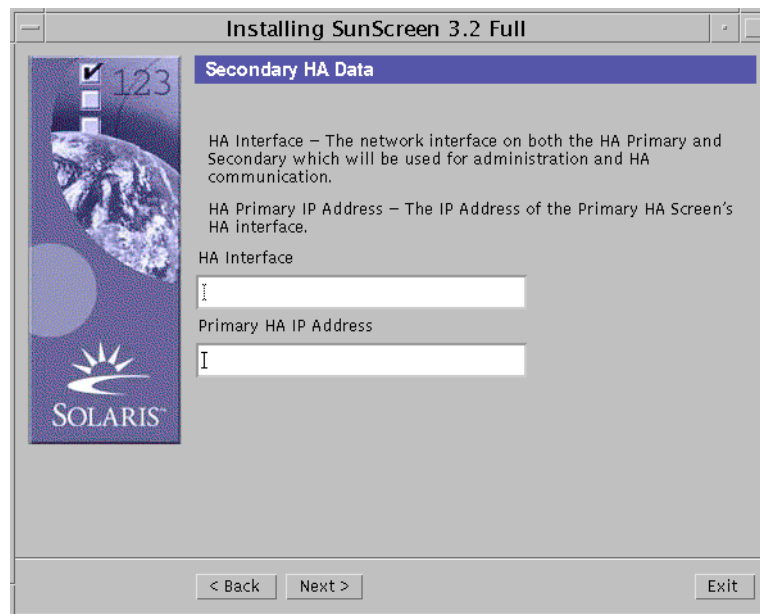 Installing SunScreen 3.2 Full
123
Secondary HA Data
HA Interface – The network interface on both the HA Primary and
Secondary which will be used for administration and HA
communication.
HA Primary IP Address – The IP Address of the Primary HA Screen's
HA interface.
HA Interface
Primary HA IP Address
SOLARIS™
< Back
Next >
Exit